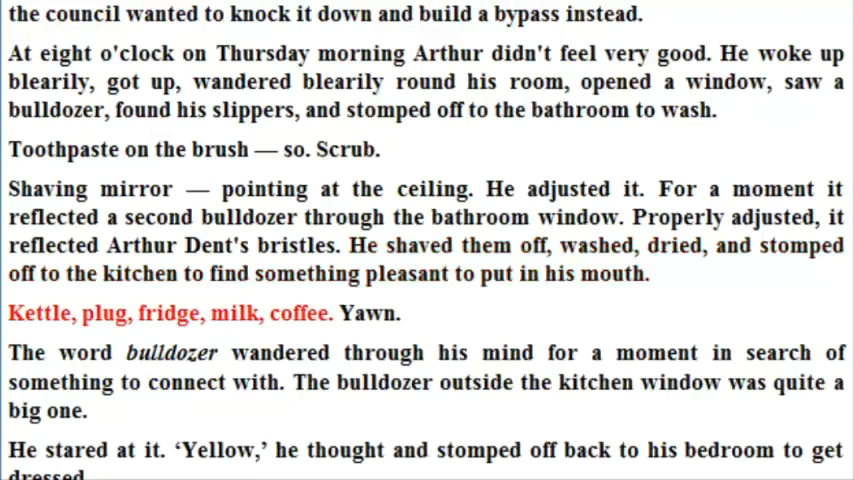 the council wanted to knock it down and build a bypass instead.
At eight o'clock on Thursday morning Arthur didn't feel very good. He woke up
blearily, got up, wandered blearily round his room, opened a window, saw a
bulldozer, found his slippers, and stomped off to the bathroom to wash.
Toothpaste on the brush — so. Scrub.
Shaving mirror — pointing at the ceiling. He adjusted it. For a moment it
reflected a second bulldozer through the bathroom window. Properly adjusted, it
reflected Arthur Dent's bristles. He shaved them off, washed, dried, and stomped
off to the kitchen to find something pleasant to put in his mouth.
Kettle, plug, fridge, milk, coffee. Yawn.
The word bulldozer wandered through his mind for a moment in search of
something to connect with. The bulldozer outside the kitchen window was quite a
big one.
He stared at it. ‘Yellow,’ he thought and stomped off back to his bedroom to get
dressed.